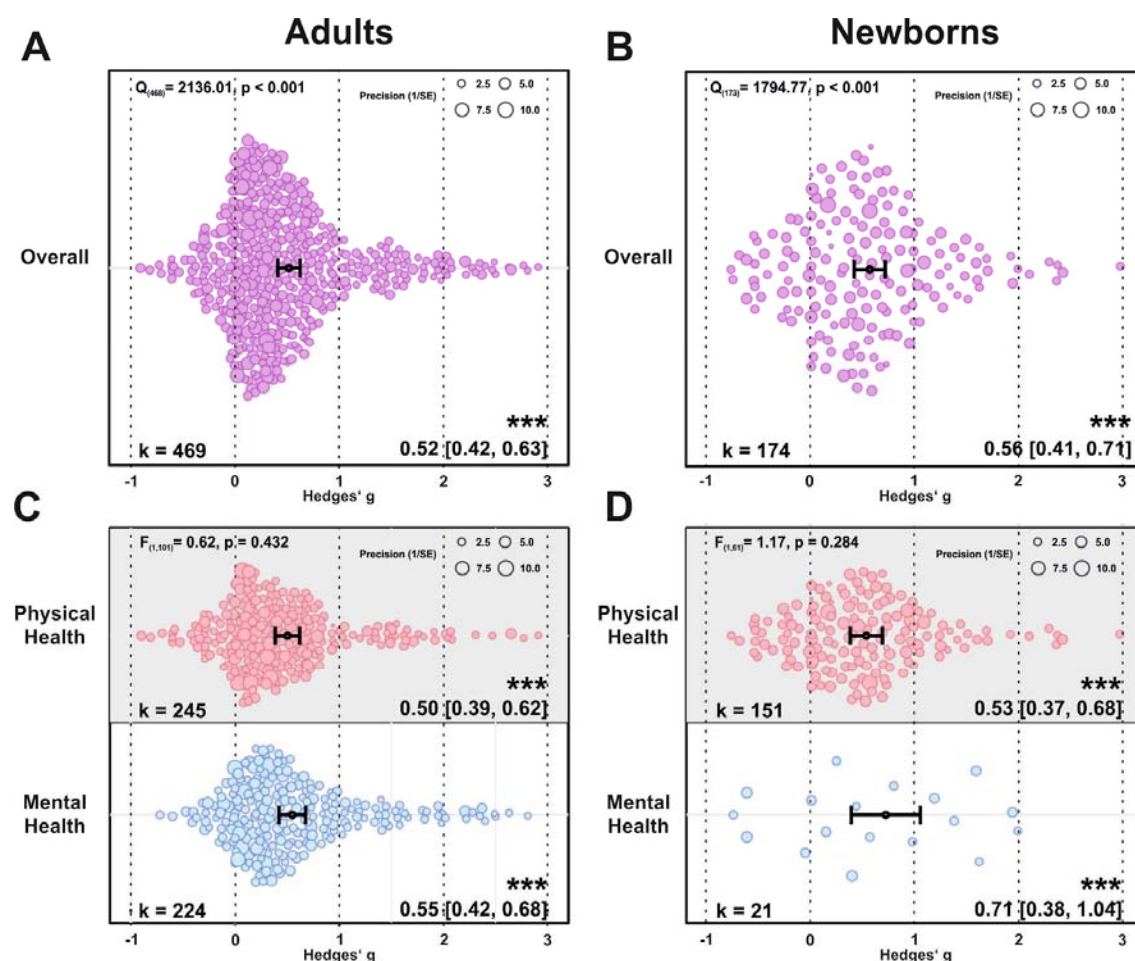 Adults
Newborns
A
B
Q(468)= 2136.01, p < 0.001
Precision (1/SE)
2.5
5.0
7.5
10.0
Overall
***
k = 469
0.52 [0.42, 0.63]
-1
0
1
2
3
Hedges' g
Q(173)= 1794.77, p < 0.001
Precision (1/SE)
2.5
5.0
7.5
10.0
Overall
***
k = 174
0.56 [0.41, 0.71]
-1
0
1
2
3
Hedges' g
C
D
F(1,101)= 0.62, p = 0.432
Precision (1/SE)
2.5
5.0
7.5
10.0
Physical
Health
***
k = 245
0.50 [0.39, 0.62]
Mental
Health
***
k = 224
0.55 [0.42, 0.68]
-1
0
1
2
3
Hedges' g
F(1,61)= 1.17, p = 0.284
Precision (1/SE)
2.5
5.0
7.5
10.0
Physical
Health
***
k = 151
0.53 [0.37, 0.68]
Mental
Health
***
k = 21
0.71 [0.38, 1.04]
-1
0
1
2
3
Hedges' g